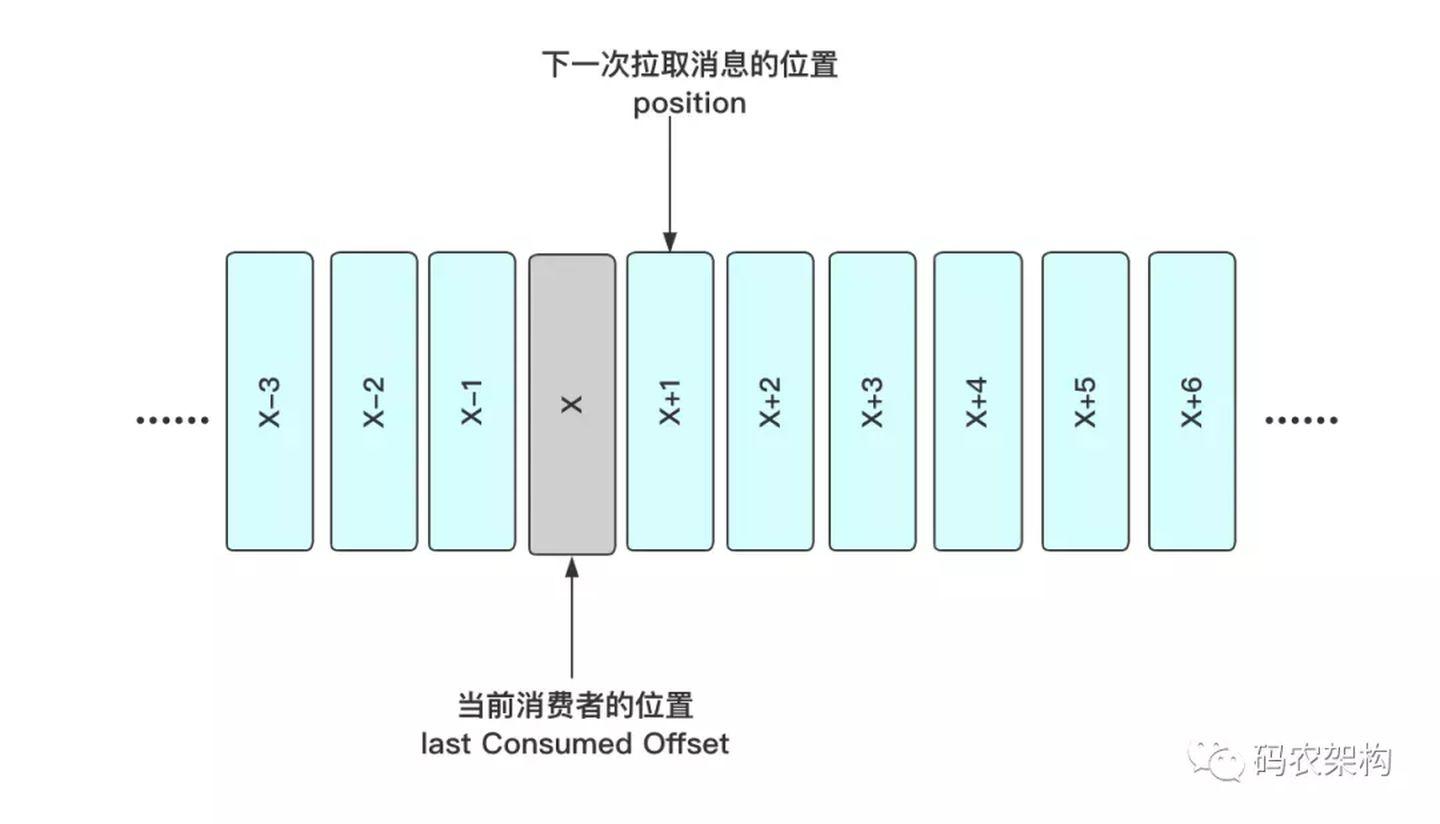 下一次拉取消息的位置
position
...... X-3 X-2 X-1 X X+1 X+2 X+3 X+4 X+5 X+6 ......
当前消费者的位置
last Consumed Offset
码农架构